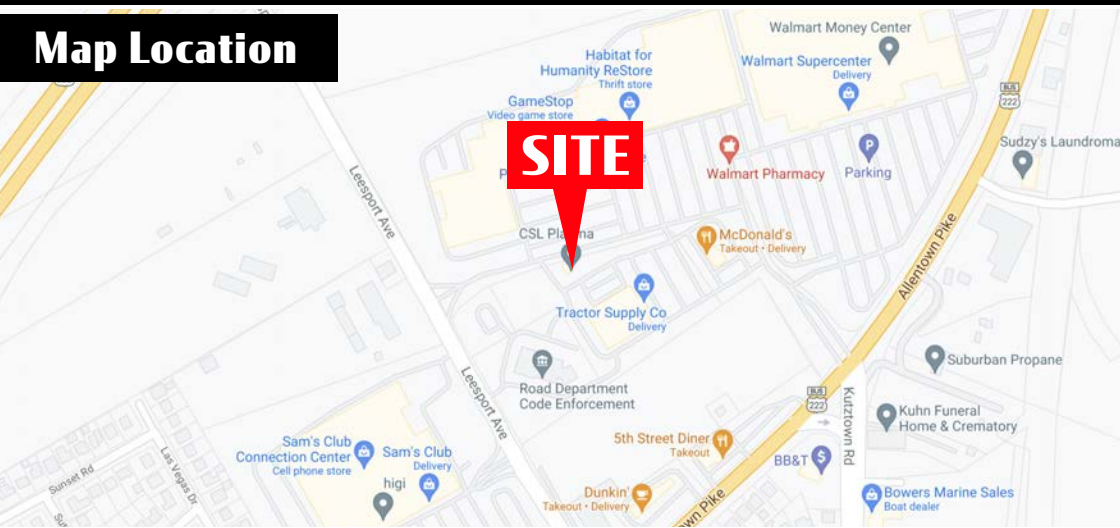 Map Location
Walmart Money Center
Habitat for
Humanity ReStore
Thrift store
Walmart Supercenter
Delivery
GameStop
Video game store
BUS
222
SITE
Sudzy's Laundroma
Walmart Pharmacy
Parking
Leesport Ave
CSL Pla
McDonald's
Takeout • Delivery
Allentown Pike
Tractor Supply Co
Delivery
Suburban Propane
Road Department
Code Enforcement
Leesport Ave
BUS
222
Kutztown Rd
Kuhn Funeral
Home & Crematory
5th Street Diner
Takeout
Sam's Club
Connection Center
Cell phone store
Sam's Club
Delivery
BB&T
higi
Sunset Rd
Las Vegas Dr
Dunkin'
Takeout • Delivery
Bowers Marine Sales
Boat dealer
wn Pike